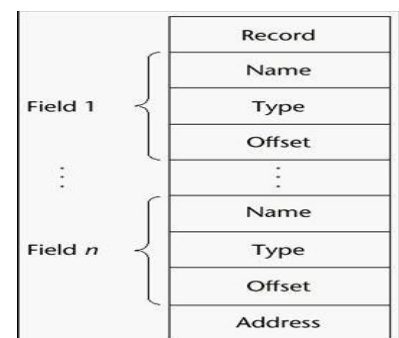 Record
Name
Field 1
Type
Offset
⋮
⋮
Name
Field n
Type
Offset
Address